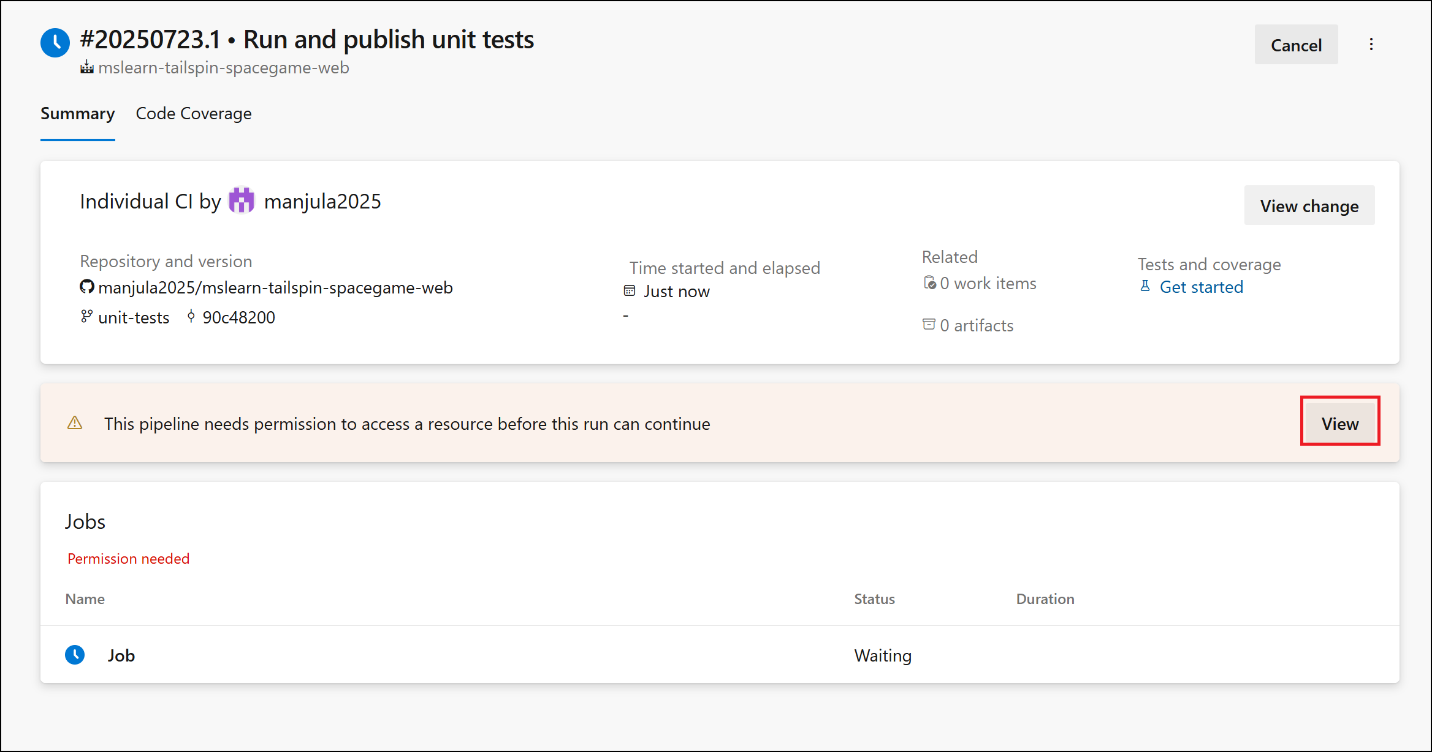 #20250723.1 • Run and publish unit tests
Cancel
mslearn-tailspin-spacegame-web
Summary
Code Coverage
Individual CI by manjula2025
View change
Repository and version
manjula2025/mslearn-tailspin-spacegame-web
unit-tests 90c48200
Time started and elapsed
Just now
-
Related
0 work items
0 artifacts
Tests and coverage
Get started
This pipeline needs permission to access a resource before this run can continue
View
Jobs
Permission needed
Name Status Duration
Job Waiting